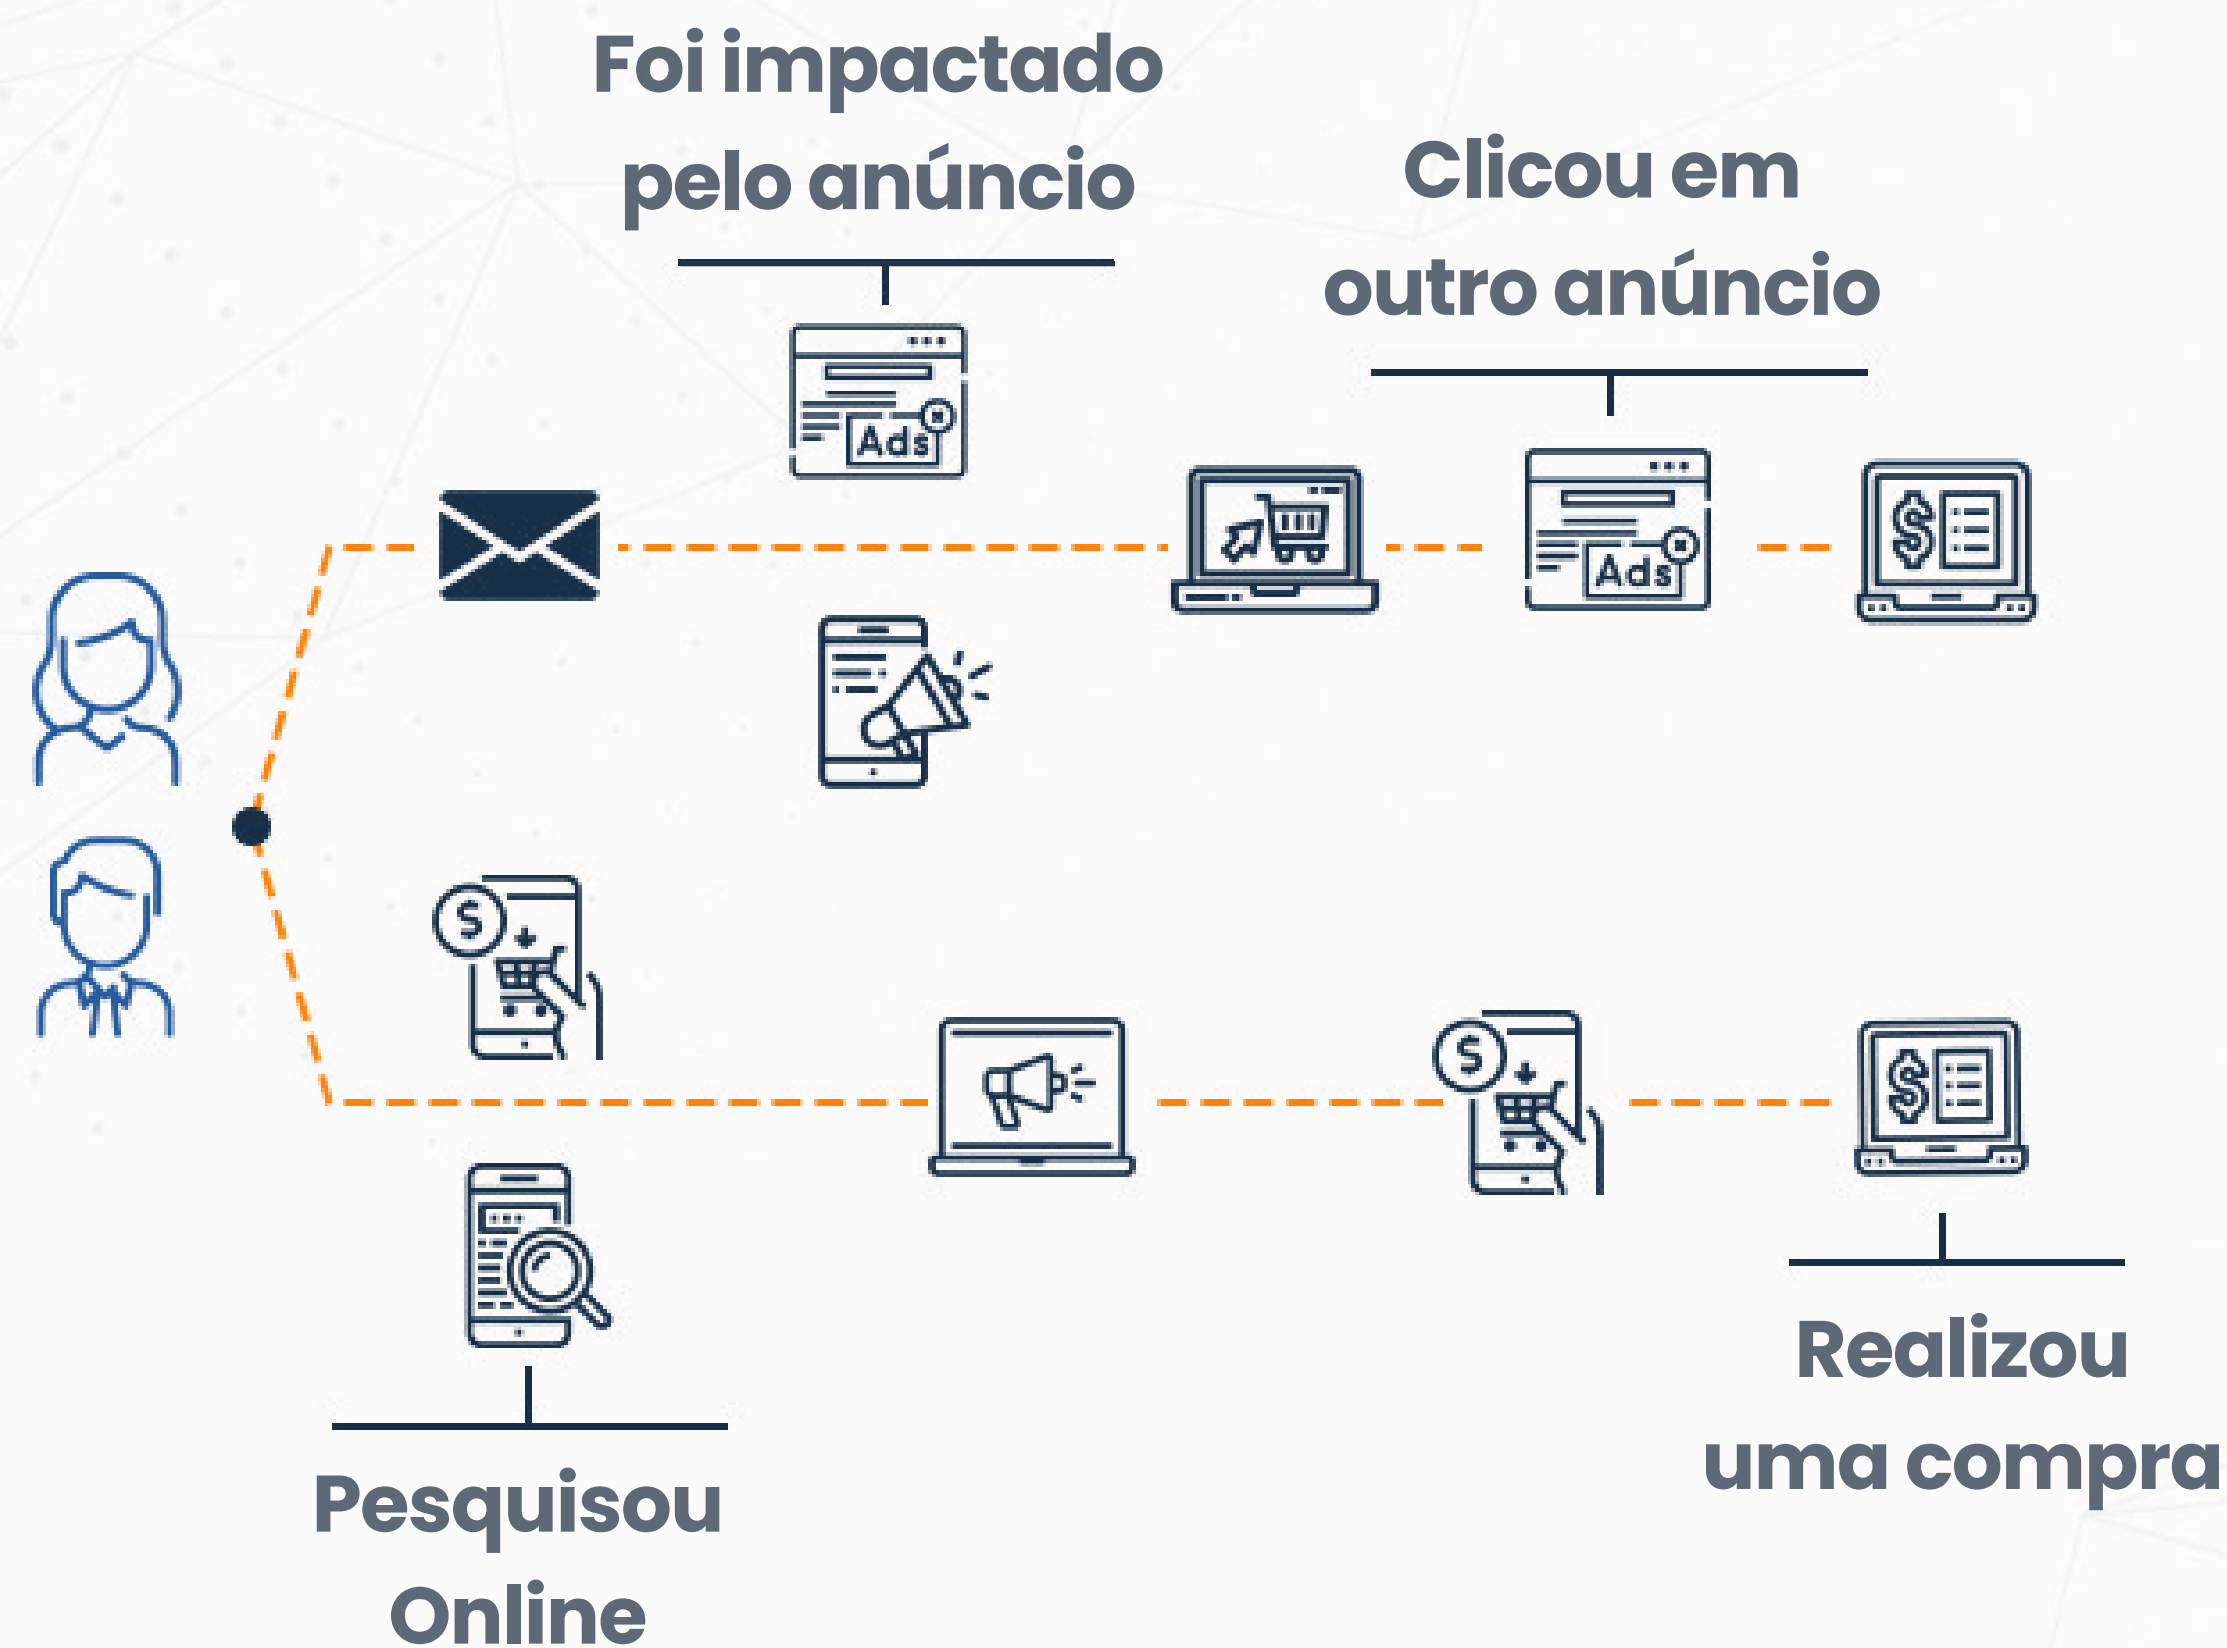 Foi impactado
pelo anúncio
Clicou em
outro anúncio
Ads
Ads
$
$
$
$
Realizou
uma compra
Pesquisou
Online